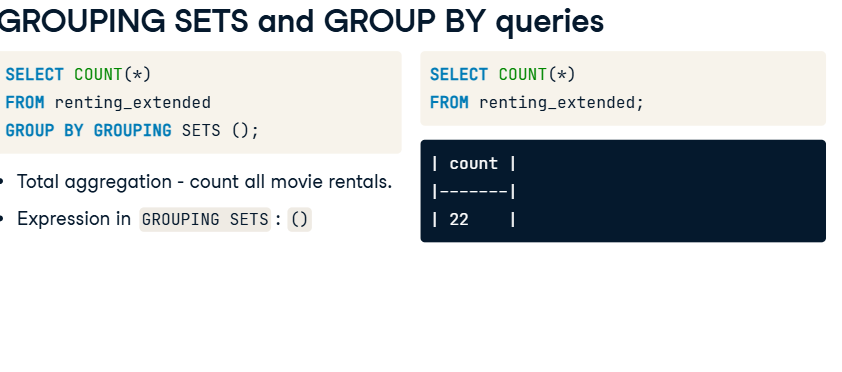 GROUPING SETS and GROUP BY queries
SELECT COUNT(*)
FROM renting_extended
GROUP BY GROUPING SETS ();
• Total aggregation - count all movie rentals.
• Expression in GROUPING SETS : ()
SELECT COUNT(*)
FROM renting_extended;
| count |
|-------|
| 22    |